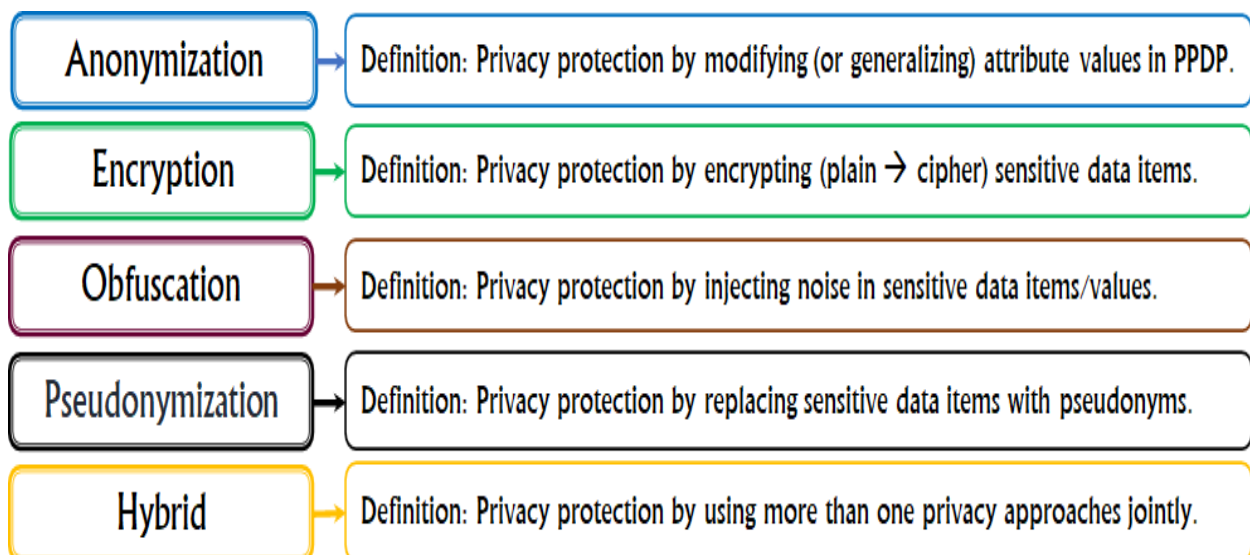 Anonymization
Definition: Privacy protection by modifying (or generalizing) attribute values in PPDP.
Encryption
Definition: Privacy protection by encrypting (plain → cipher) sensitive data items.
Obfuscation
Definition: Privacy protection by injecting noise in sensitive data items/values.
Pseudonymization
Definition: Privacy protection by replacing sensitive data items with pseudonyms.
Hybrid
Definition: Privacy protection by using more than one privacy approaches jointly.